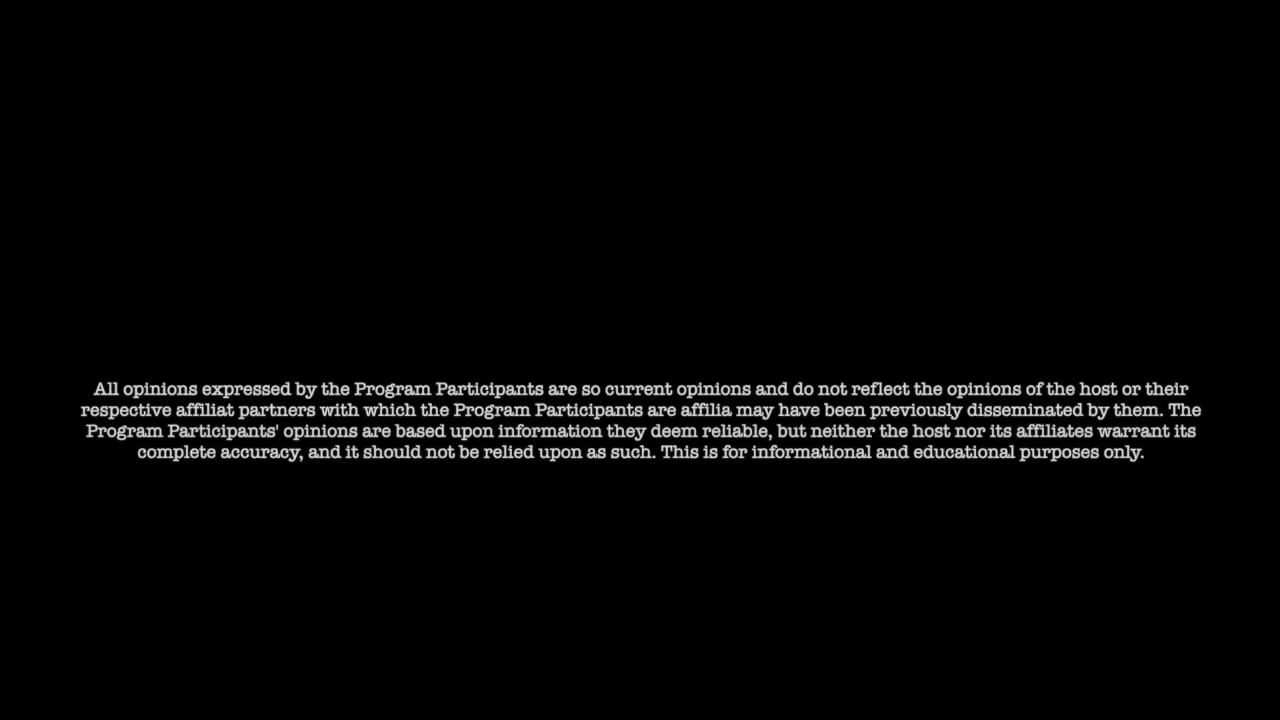 All opinions expressed by the Program Participants are so current opinions and do not reflect the opinions of the host or their
respective affiliat partners with which the Program Participants are affilia may have been previously disseminated by them. The
Program Participants' opinions are based upon information they deem reliable, but neither the host nor its affiliates warrant its
complete accuracy, and it should not be relied upon as such. This is for informational and educational purposes only.